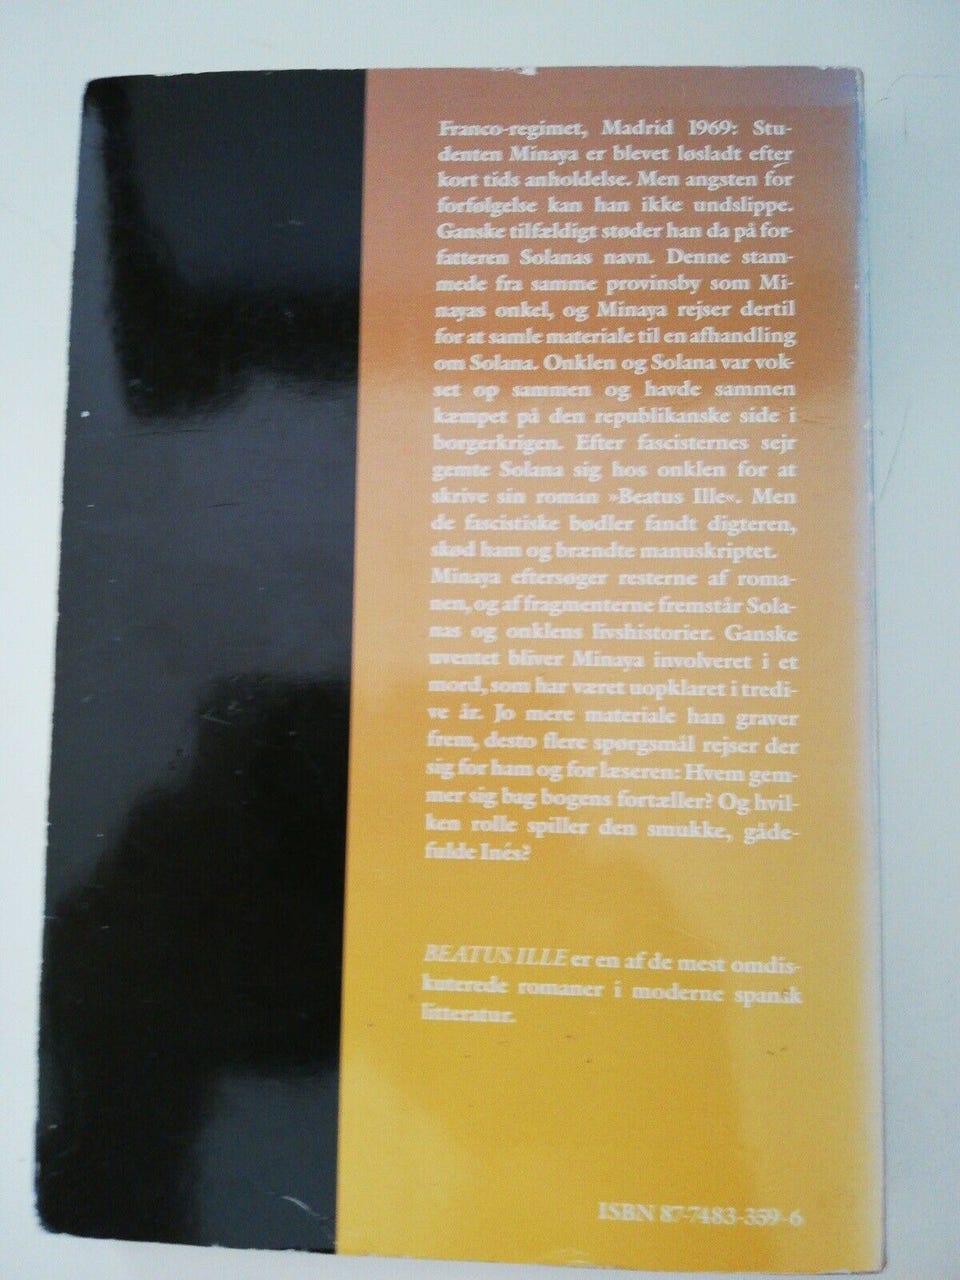 Franco-regimet, Madrid 1969: Stu-
denten Minaya er blevet løsladt efter
kort tids anholdelse. Men angsten for
forfølgelse kan han ikke undslippe.
Ganske tilfældigt støder han da på for-
fatteren Solanas navn. Denne stam-
mede fra samme provinsby som Mi-
nayas onkel, og Minaya rejser dertil
for at samle materiale til en afhandling
om Solana. Onklen og Solana var vok-
set op sammen og havde sammen
kæmpet på den republikanske side i
borgerkrigen. Efter fascisternes sejr
gemte Solana sig hos onklen for at
skrive sin roman »Beatus Ille«. Men
de fascistiske bødler fandt digteren,
skød ham og brændte manuskriptet.
Minaya eftersøger resterne af roma-
nen, og af fragmenterne fremstår Sola-
nas og onklens livshistorier. Ganske
uventet bliver Minaya involveret i et
mord, som har været uopklaret i tredi-
ve år. Jo mere materiale han graver
frem, desto flere spørgsmål rejser der
sig for ham og for læseren: Hvem gem-
mer sig bag bogens fortæller? Og hvil-
ken rolle spiller den smukke, gåde-
fulde Inés?
BEATUS ILLE er en af de mest omdis-
kuterede romaner i moderne spansk
litteratur.
ISBN 87-7483-359-6